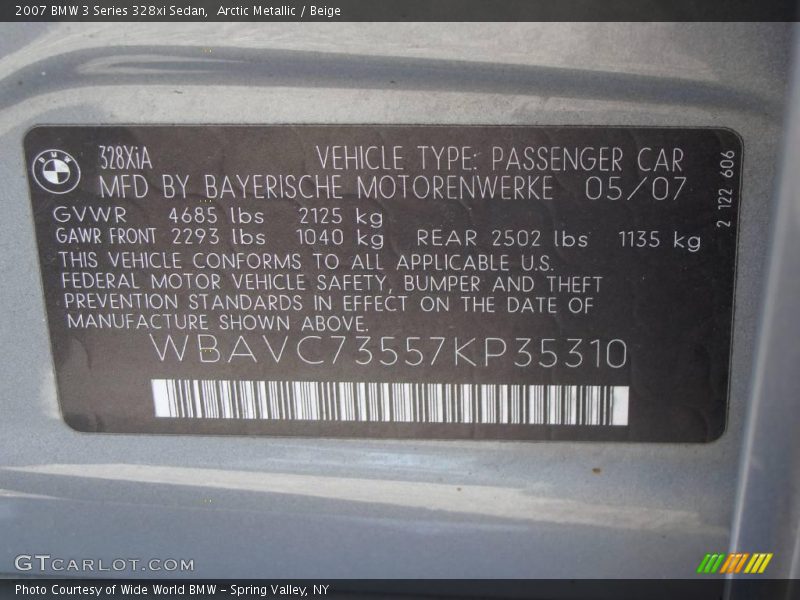 2007 BMW 3 Series 328xi Sedan,  Arctic Metallic / Beige
BMW
328XiA VEHICLE TYPE: PASSENGER CAR
MFD BY BAYERISCHE MOTORENWERKE 05/07
GVWR 4685 lbs 2125 kg
GAWR FRONT 2293 lbs 1040 kg REAR 2502 lbs 1135 kg
THIS VEHICLE CONFORMS TO ALL APPLICABLE U.S.
FEDERAL MOTOR VEHICLE SAFETY, BUMPER AND THEFT
PREVENTION STANDARDS IN EFFECT ON THE DATE OF
MANUFACTURE SHOWN ABOVE.
WBAVC73557KP35310
2 122 606
GTCARLOT.COM
Photo Courtesy of Wide World BMW – Spring Valley, NY